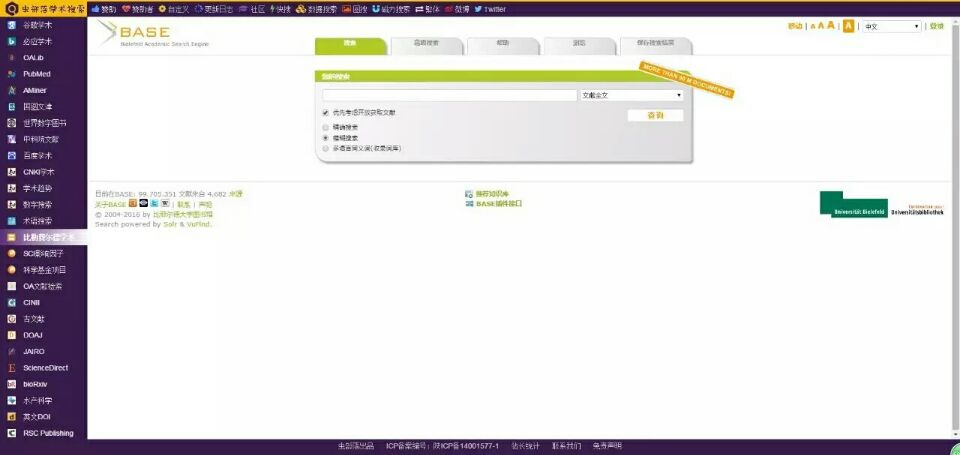 虫部落学术搜索 赞助 赞助者 自定义 更新日志 社区 快搜 数据搜索 图搜 磁力搜索 繁体 微博 Twitter
谷歌学术
必应学术
OALib
PubMed
AMiner
国图文津
世界数字图书
中科院文献
百度学术
CNKI学术
学术趋势
数字搜索
术语搜索
比勒费尔德学术
SCI影响因子
科学基金项目
OA文献检索
CINII
古文献
DOAJ
JAIRO
ScienceDirect
bioRxiv
水产科学
英文DOI
RSC Publishing
BASE
Bielefeld Academic Search Engine
移动 | A A A | A | 中文 | 登录
搜索 高级搜索 帮助 浏览 保存搜索结果
MORE THAN 90 M DOCUMENTS!
文献全文
优先考虑开放获取文献
查询
精确搜索
模糊搜索
多语言同义词(欧盟词库)
目前在BASE: 99.705.351 文献来自 4,682 来源
关于BASE | 联系 | 声明
© 2004-2016 by 比勒费尔德大学图书馆
Search powered by Solr & VuFind.
推荐知识库
BASE插件接口
Universität Bielefeld
Universitätsbibliothek
虫部落出品 ICP备案编号：陕ICP备14001577-1 站长统计 联系我们 免责声明